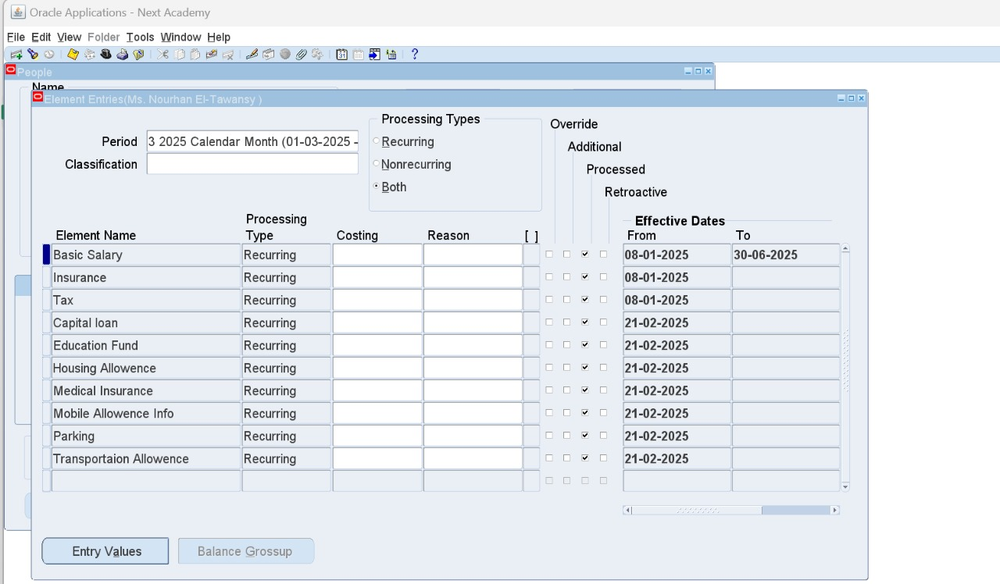 Oracle Applications - Next Academy
File Edit View Folder Tools Window Help
People
Name
Element Entries(Ms. Nourhan El-Tawansy )
Processing Types
Override
Period 3 2025 Calendar Month (01-03-2025 -
Recurring
Additional
Classification
Nonrecurring
Processed
Both
Retroactive
Processing
Effective Dates
Element Name Type Costing Reason [ ] From To
Basic Salary Recurring 08-01-2025 30-06-2025
Insurance Recurring 08-01-2025
Tax Recurring 08-01-2025
Capital loan Recurring 21-02-2025
Education Fund Recurring 21-02-2025
Housing Allowence Recurring 21-02-2025
Medical Insurance Recurring 21-02-2025
Mobile Allowence Info Recurring 21-02-2025
Parking Recurring 21-02-2025
Transportaion Allowence Recurring 21-02-2025
Entry Values Balance Grossup